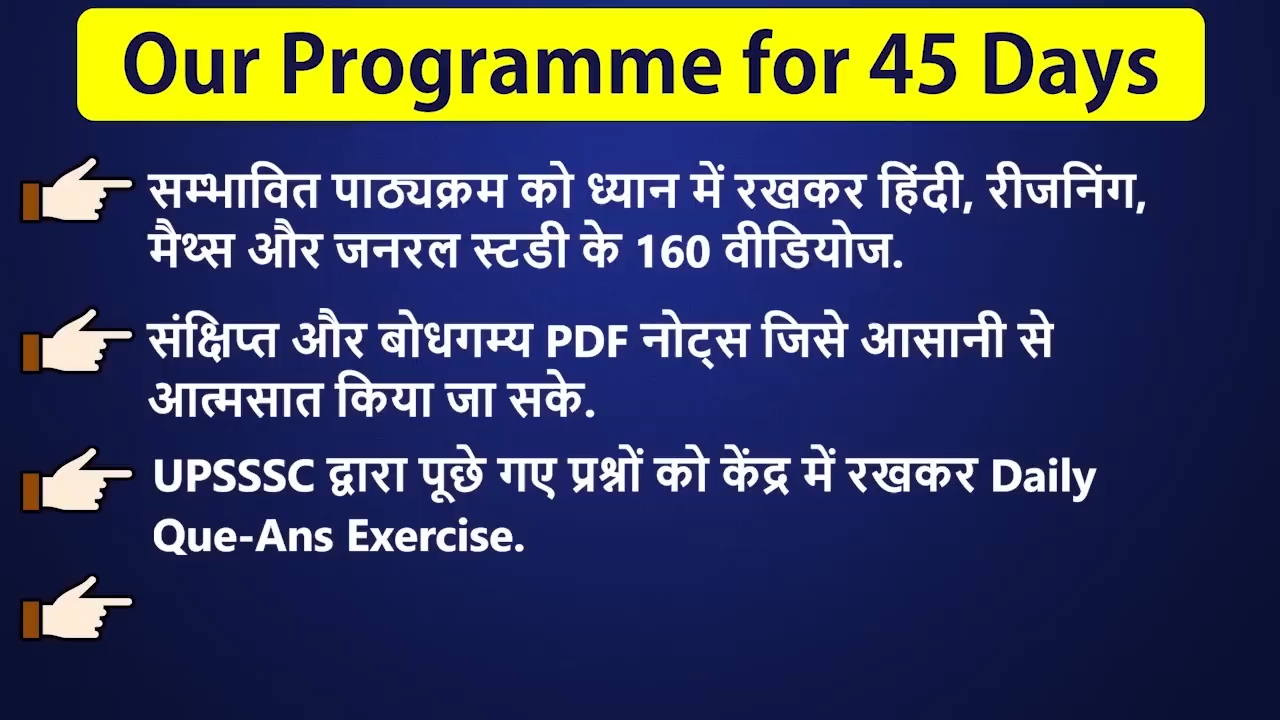 Our Programme for 45 Days
सम्भावित पाठ्यक्रम को ध्यान में रखकर हिंदी, रीजनिंग,
मैथ्स और जनरल स्टडी के 160 वीडियोज.
संक्षिप्त और बोधगम्य PDF नोट्स जिसे आसानी से
आत्मसात किया जा सके.
UPSSSC द्वारा पूछे गए प्रश्नों को केंद्र में रखकर Daily
Que-Ans Exercise.